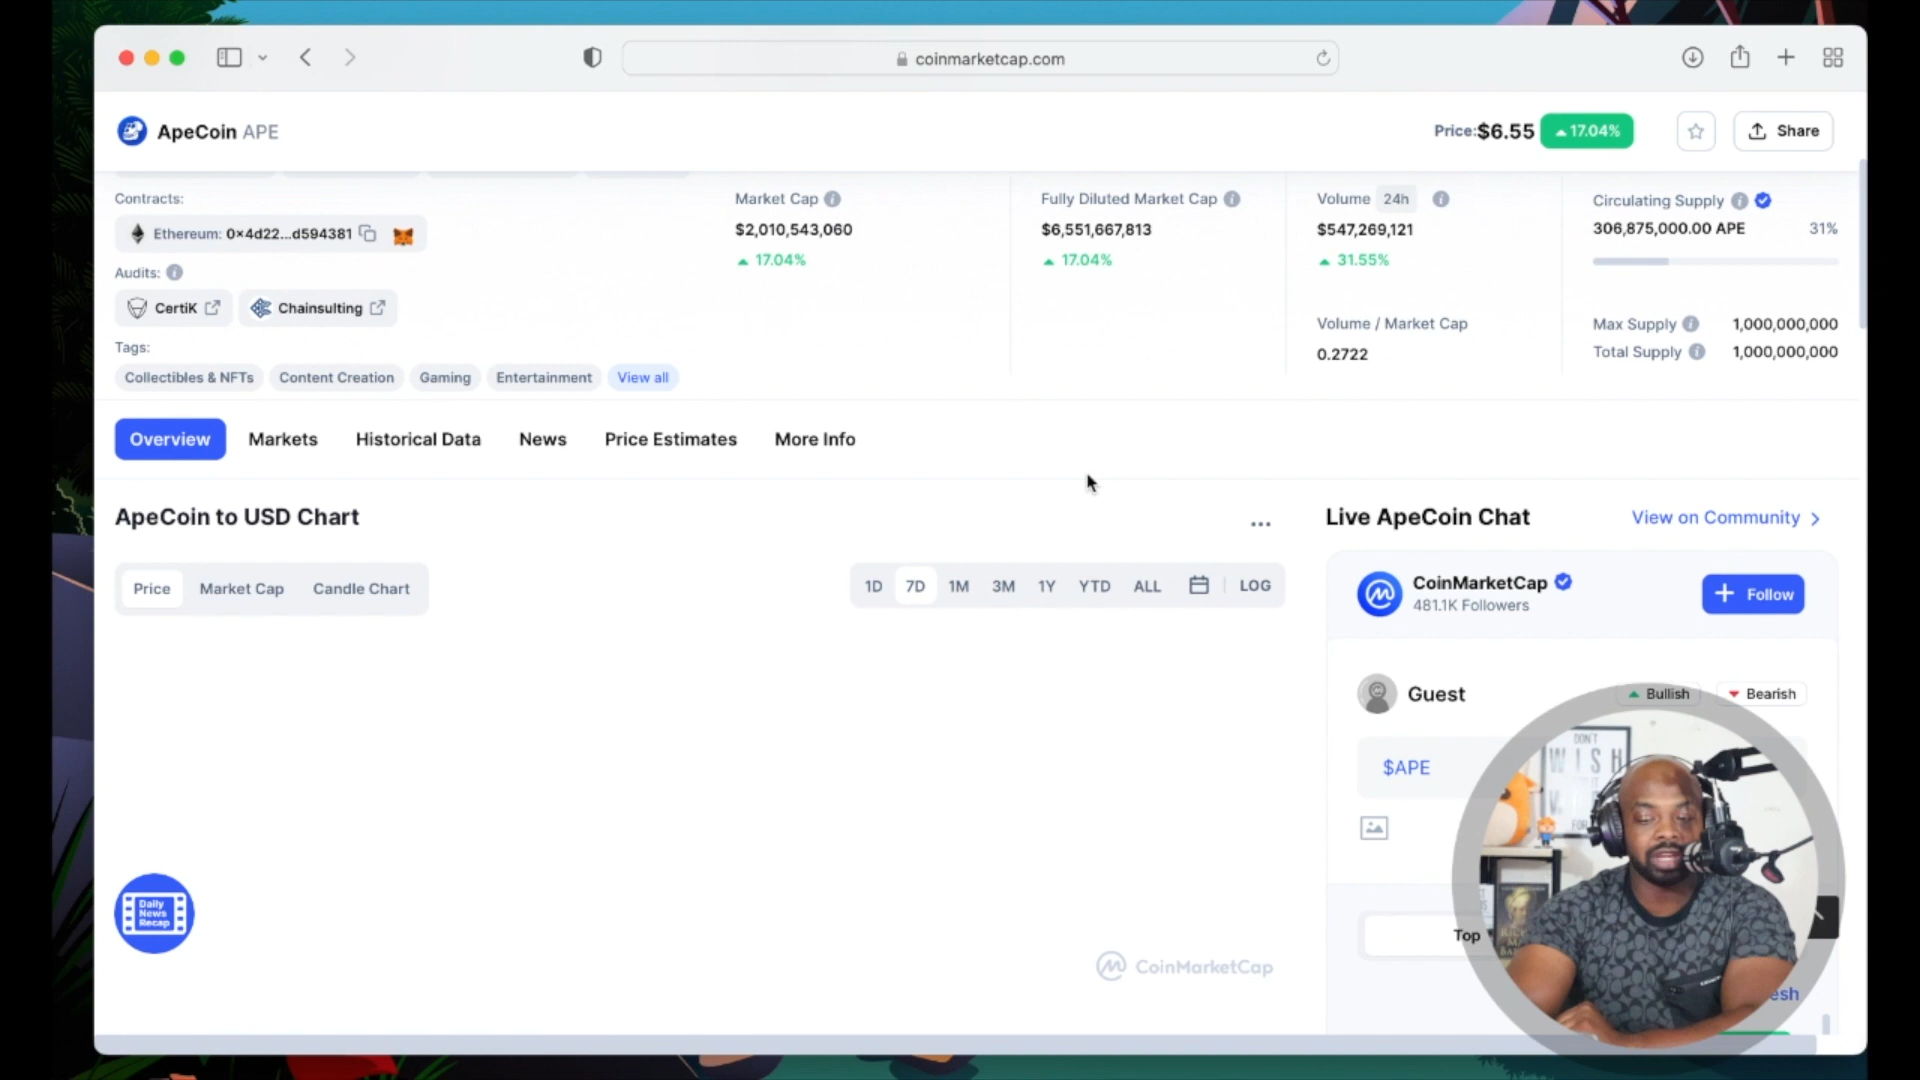 coinmarketcap.com
ApeCoin APE
Price:$6.55
17.04%
Share
Contracts:
Ethereum: 0x4d22...d594381
Audits:
CertiK
Chainsulting
Tags:
Collectibles & NFTs
Content Creation
Gaming
Entertainment
View all
Market Cap
$2,010,543,060
17.04%
Fully Diluted Market Cap
$6,551,667,813
17.04%
Volume 24h
$547,269,121
31.55%
Volume / Market Cap
0.2722
Circulating Supply
306,875,000.00 APE 31%
Max Supply 1,000,000,000
Total Supply 1,000,000,000
Overview Markets Historical Data News Price Estimates More Info
ApeCoin to USD Chart
...
Price Market Cap Candle Chart
1D 7D 1M 3M 1Y YTD ALL LOG
CoinMarketCap
Daily
News
Recap
Live ApeCoin Chat
View on Community
CoinMarketCap
481.1K Followers
+ Follow
Guest
Bullish
Bearish
$APE
DON'T
WISH
FOR
Top
esh